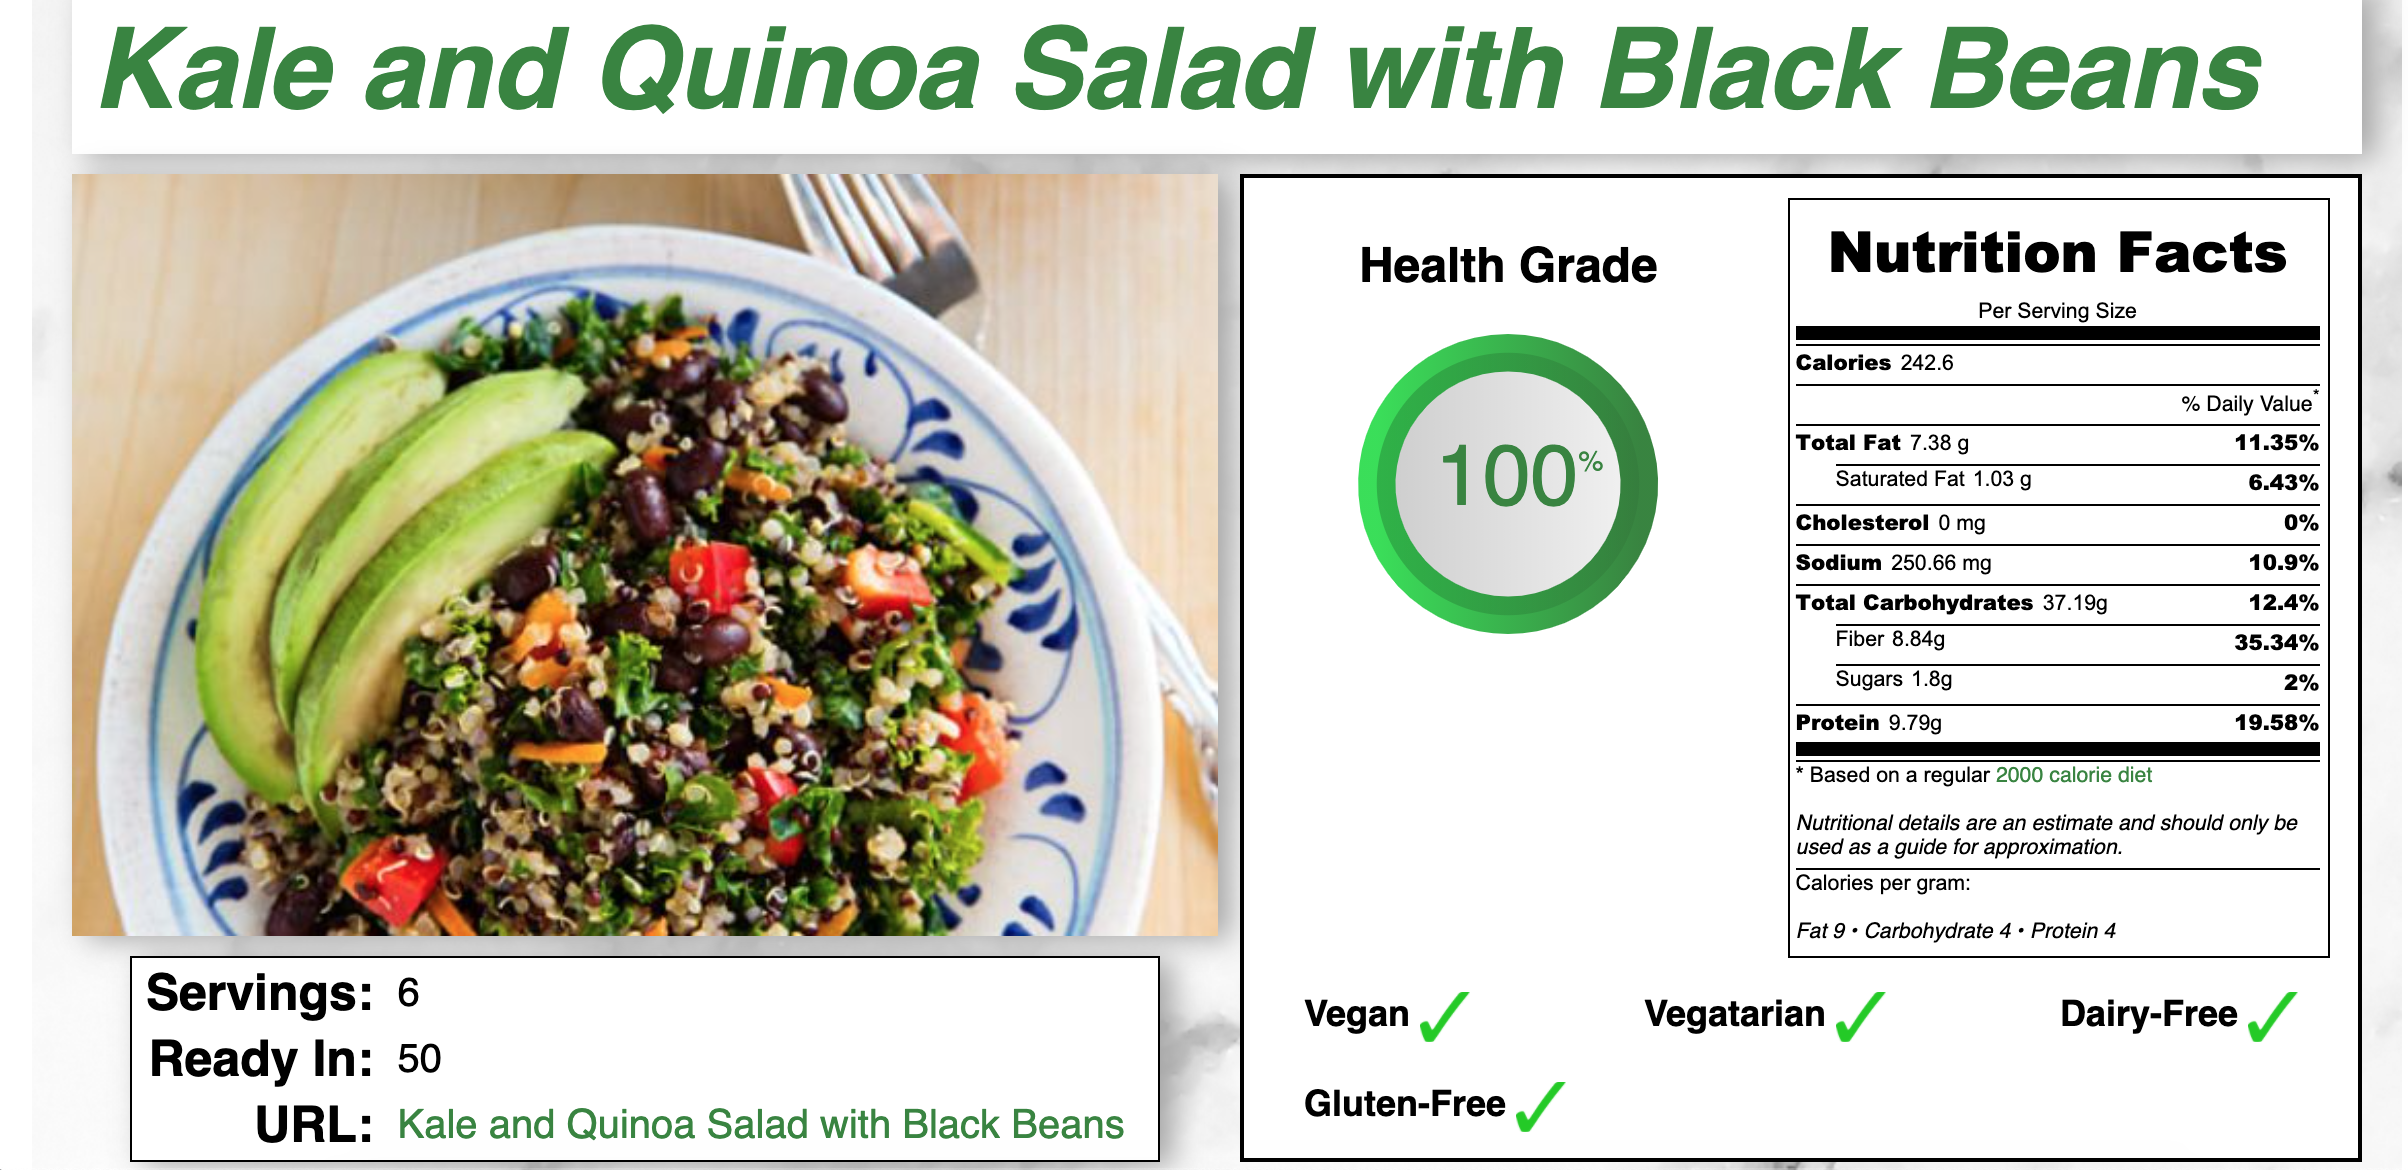 Kale and Quinoa Salad with Black Beans
Health Grade
100%
Nutrition Facts
Per Serving Size
Calories 242.6
% Daily Value*
Total Fat 7.38 g 11.35%
Saturated Fat 1.03 g 6.43%
Cholesterol 0 mg 0%
Sodium 250.66 mg 10.9%
Total Carbohydrates 37.19g 12.4%
Fiber 8.84g 35.34%
Sugars 1.8g 2%
Protein 9.79g 19.58%
* Based on a regular 2000 calorie diet
Nutritional details are an estimate and should only be
used as a guide for approximation.
Calories per gram:
Fat 9 • Carbohydrate 4 • Protein 4
Servings: 6
Ready In: 50
URL: Kale and Quinoa Salad with Black Beans
Vegan✓ Vegatarian✓ Dairy-Free✓
Gluten-Free✓